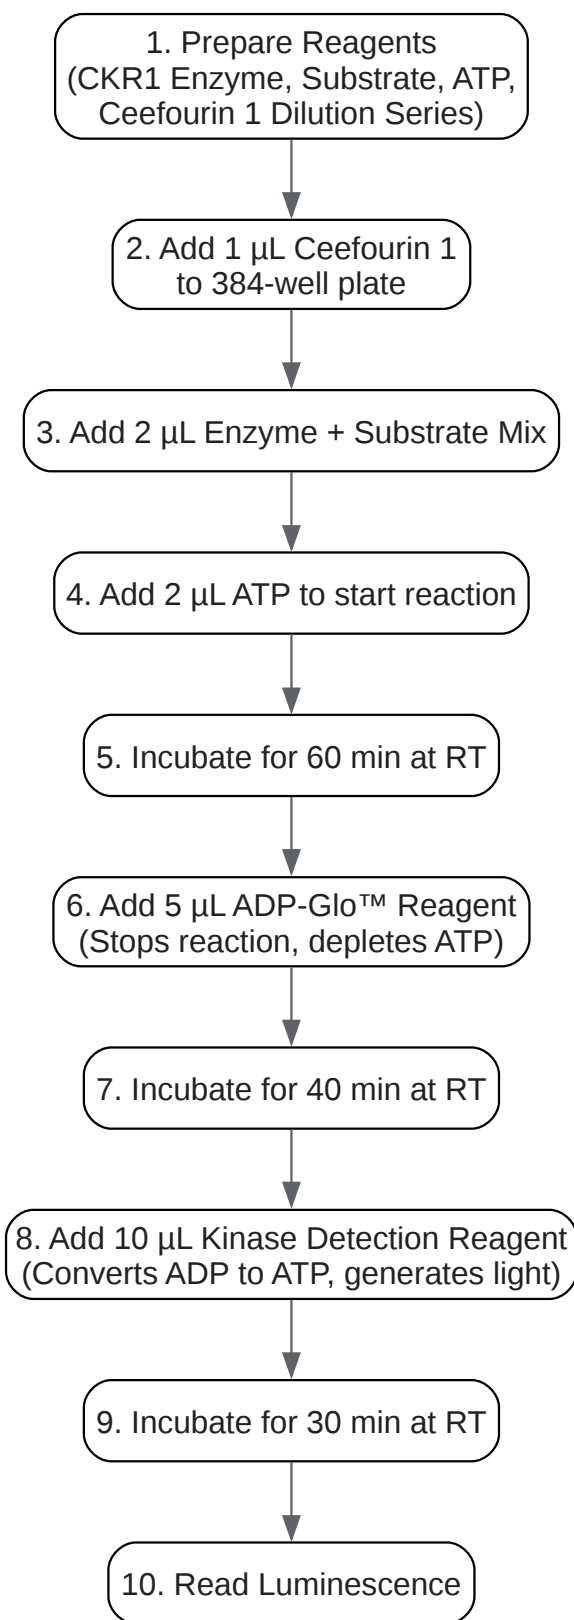 1. Prepare Reagents
(CKR1 Enzyme, Substrate, ATP,
Ceefourin 1 Dilution Series)
2. Add 1 µL Ceefourin 1
to 384-well plate
3. Add 2 µL Enzyme + Substrate Mix
4. Add 2 µL ATP to start reaction
5. Incubate for 60 min at RT
6. Add 5 µL ADP-Glo™ Reagent
(Stops reaction, depletes ATP)
7. Incubate for 40 min at RT
8. Add 10 µL Kinase Detection Reagent
(Converts ADP to ATP, generates light)
9. Incubate for 30 min at RT
10. Read Luminescence